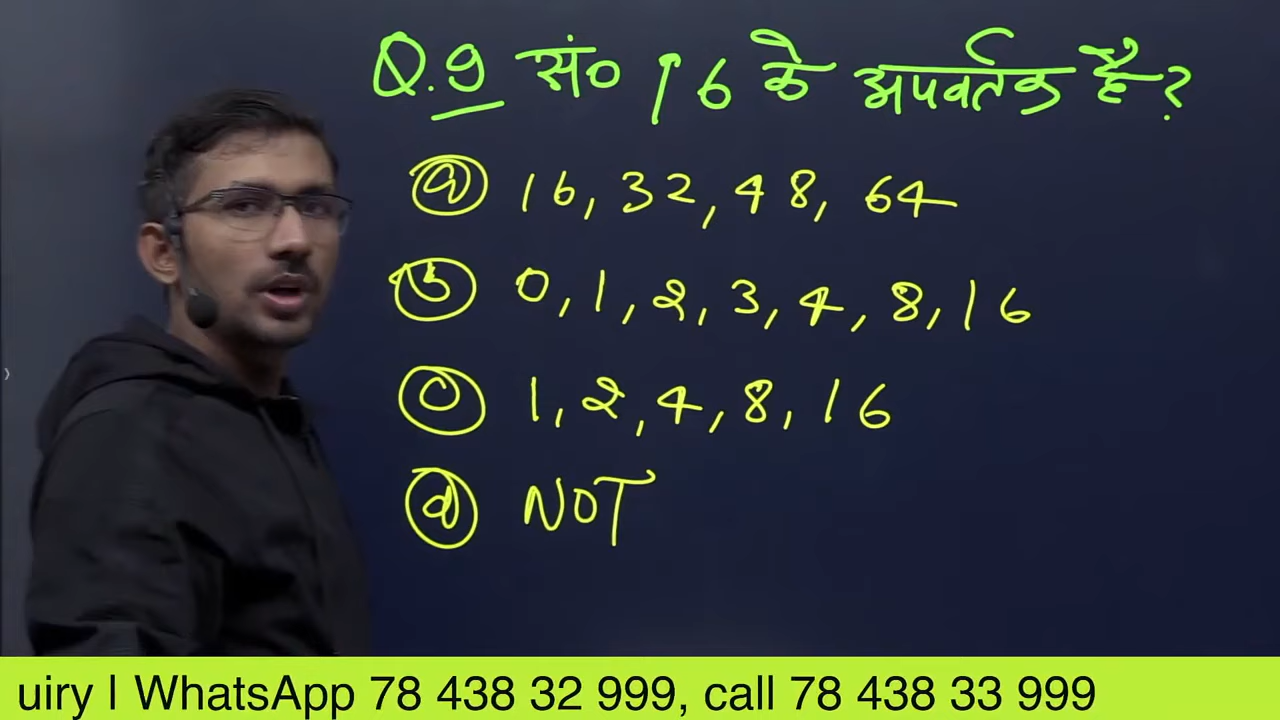 Q.9 सं० 16 के अपवर्तक है?
(a) 16, 32, 48, 64
(b) 0, 1, 2, 3, 4, 8, 16
(c) 1, 2, 4, 8, 16
(d) NOT
uiry | WhatsApp 78 438 32 999, call 78 438 33 999